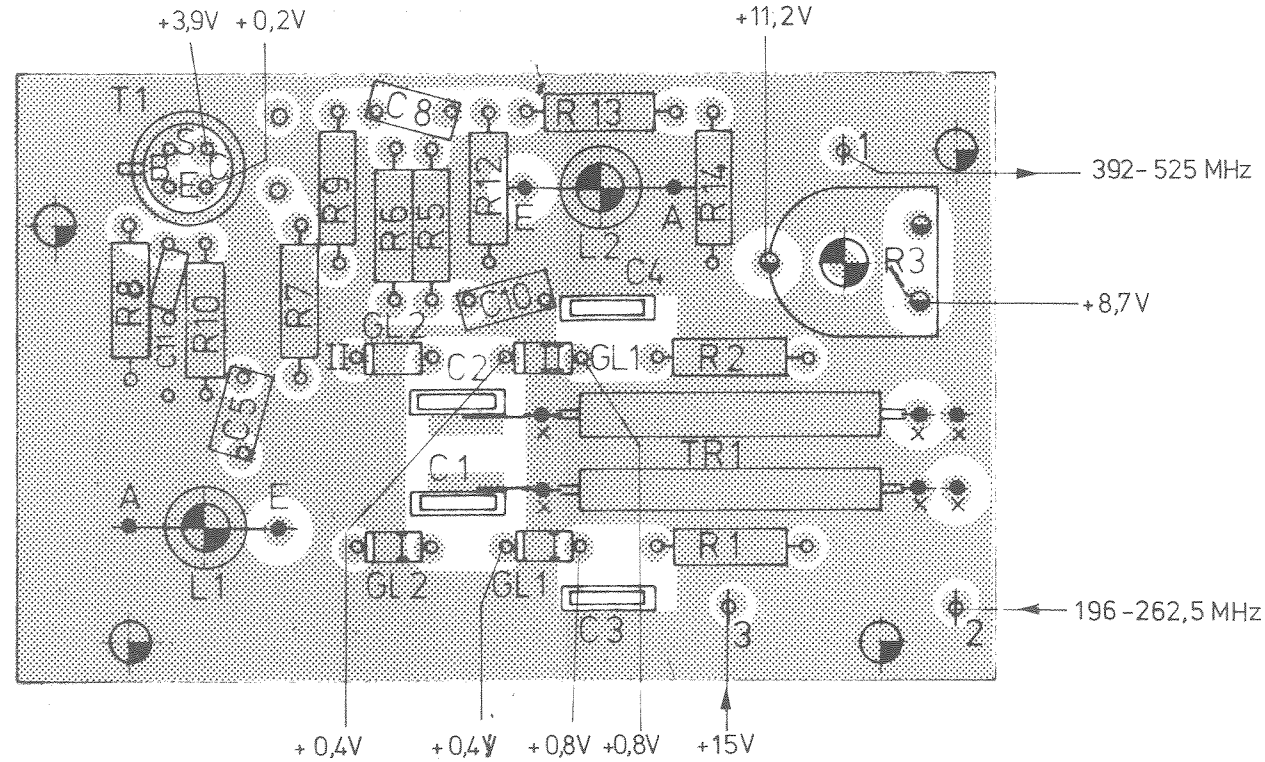 +3,9V +0,2V
+11,2V
T1
C8
R13
1
S
B C
E
392-525 MHz
R9
R6
R5
R12
E
A
R14
L2
R3
C4
R8
C1
R10
R7
C10
+8,7V
GL2
GL1
R2
C2
C5
TR1
C1
A
E
R1
L1
GL2
GL1
C3
3
2
196-262,5 MHz
+0,4V
+0,4V
+0,8V
+0,8V
+15V